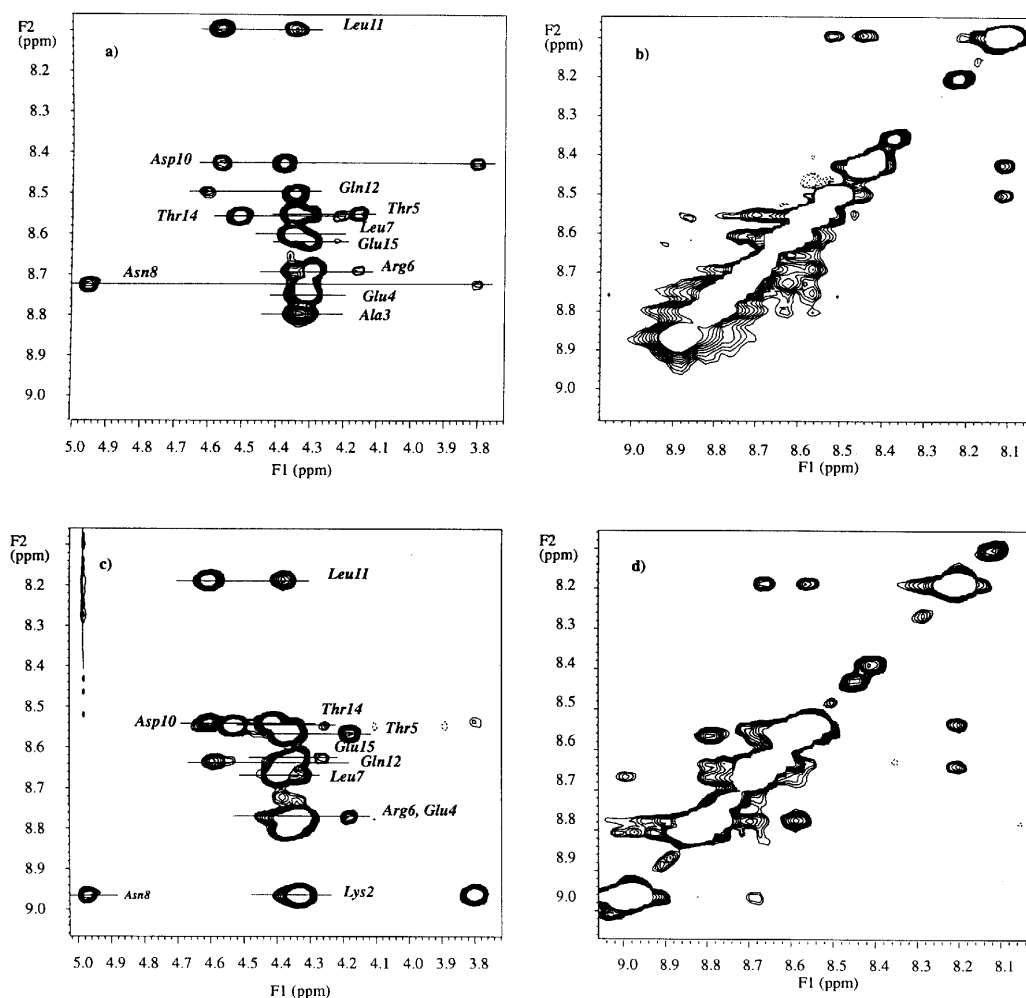 F2
(ppm)
a)
Leu11
Asp10
Gln12
Thr14
Thr5
Leu7
Glu15
Asn8
Arg6
Glu4
Ala3
8.2
8.3
8.4
8.5
8.6
8.7
8.8
8.9
9.0
5.0 4.9 4.8 4.7 4.6 4.5 4.4 4.3 4.2 4.1 4.0 3.9 3.8
F1 (ppm)
F2
(ppm)
b)
8.2
8.3
8.4
8.5
8.6
8.7
8.8
8.9
9.0
9.0 8.9 8.8 8.7 8.6 8.5 8.4 8.3 8.2 8.1
F1 (ppm)
F2
(ppm)
c)
Leu11
Thr14
Asp10
Thr5
Glu15
Gln12
Leu7
Arg6, Glu4
Asn8
Lys2
8.2
8.3
8.4
8.5
8.6
8.7
8.8
8.9
9.0
5.0 4.9 4.8 4.7 4.6 4.5 4.4 4.3 4.2 4.1 4.0 3.9 3.8
F1 (ppm)
F2
(ppm)
d)
8.2
8.3
8.4
8.5
8.6
8.7
8.8
8.9
9.0
9.0 8.9 8.8 8.7 8.6 8.5 8.4 8.3 8.2 8.1
F1 (ppm)